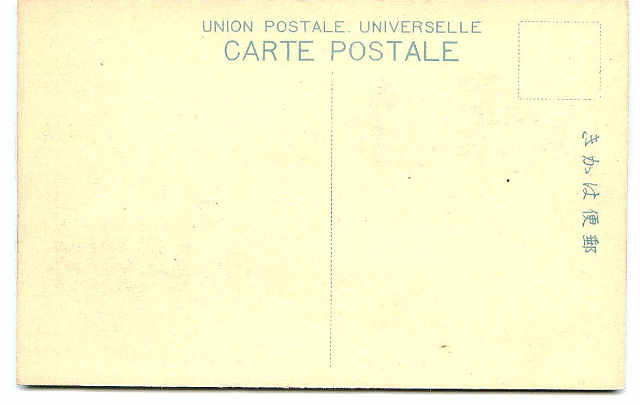 UNION POSTALE. UNIVERSELLE
CARTE POSTALE
郵便はかき